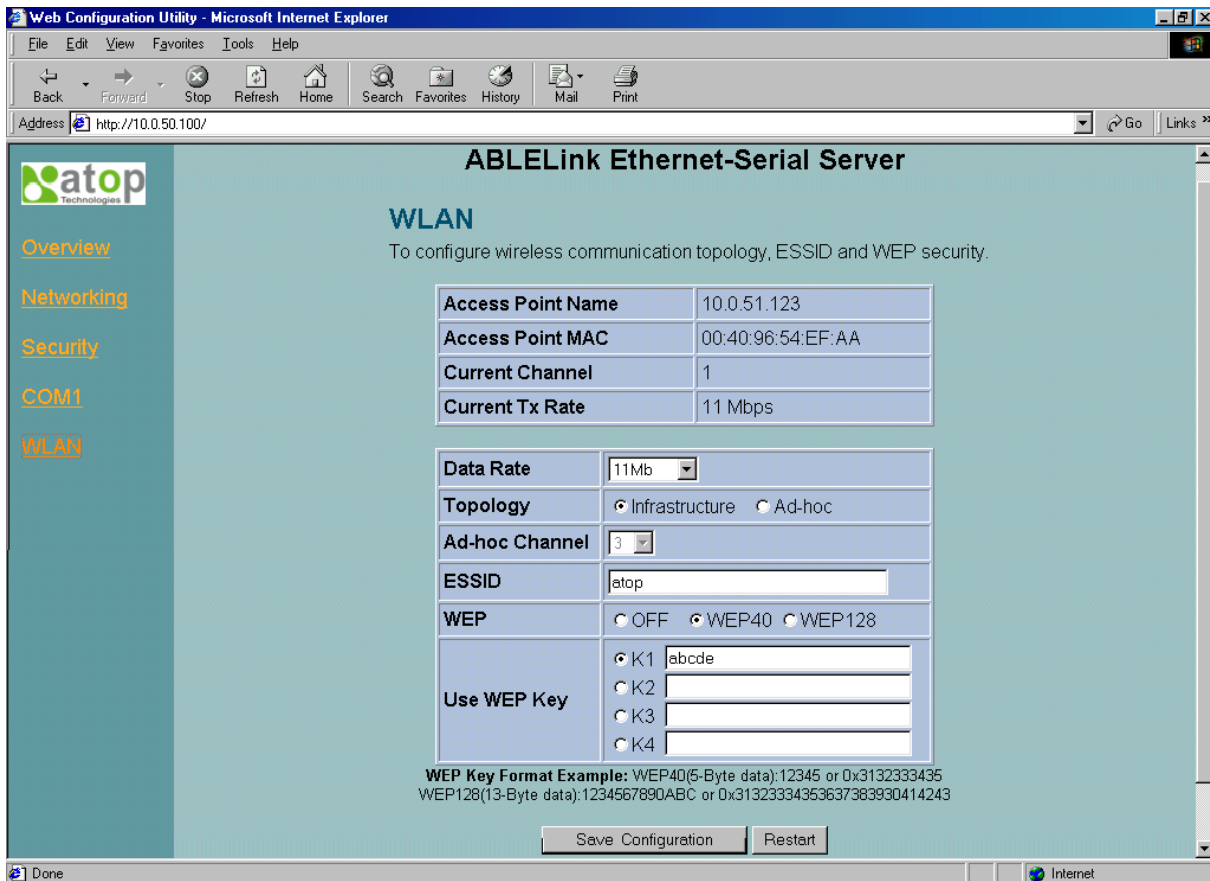 Web Configuration Utility - Microsoft Internet Explorer
File Edit View Favorites Tools Help
Back Forward Stop Refresh Home Search Favorites History Mail Print
Address http://10.0.50.100/ Go Links »
atop
Technologies
Overview
Networking
Security
COM1
WLAN
ABLELink Ethernet-Serial Server
WLAN
To configure wireless communication topology, ESSID and WEP security.
Access Point Name 10.0.51.123
Access Point MAC 00:40:96:54:EF:AA
Current Channel 1
Current Tx Rate 11 Mbps
Data Rate 11Mb
Topology Infrastructure Ad-hoc
Ad-hoc Channel 3
ESSID atop
WEP OFF WEP40 WEP128
Use WEP Key
K1 abcde
K2
K3
K4
WEP Key Format Example: WEP40(5-Byte data):12345 or 0x3132333435
WEP128(13-Byte data):1234567890ABC or 0x31323334353637383930414243
Save Configuration Restart
Done Internet